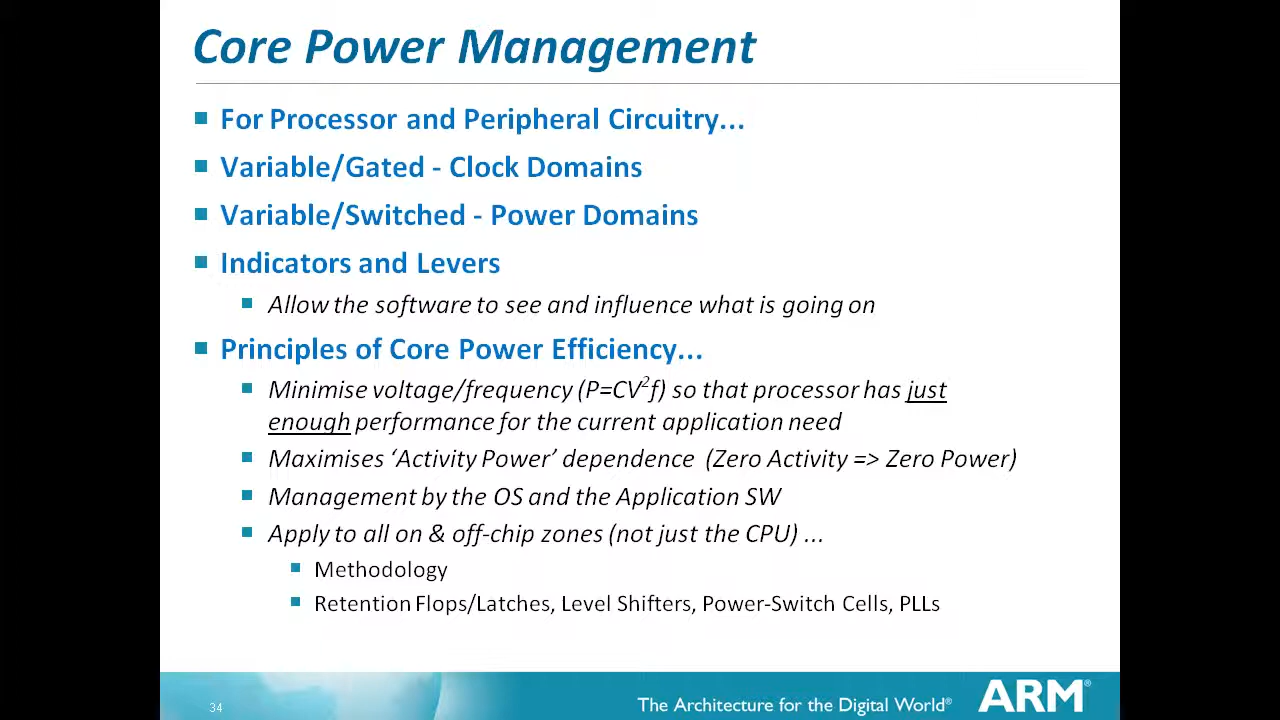 Core Power Management
For Processor and Peripheral Circuitry...
Variable/Gated - Clock Domains
Variable/Switched - Power Domains
Indicators and Levers
Allow the software to see and influence what is going on
Principles of Core Power Efficiency...
Minimise voltage/frequency (P=CV²f) so that processor has just
enough performance for the current application need
Maximises ‘Activity Power’ dependence (Zero Activity => Zero Power)
Management by the OS and the Application SW
Apply to all on & off-chip zones (not just the CPU) ...
Methodology
Retention Flops/Latches, Level Shifters, Power-Switch Cells, PLLs
34
The Architecture for the Digital World® ARM®